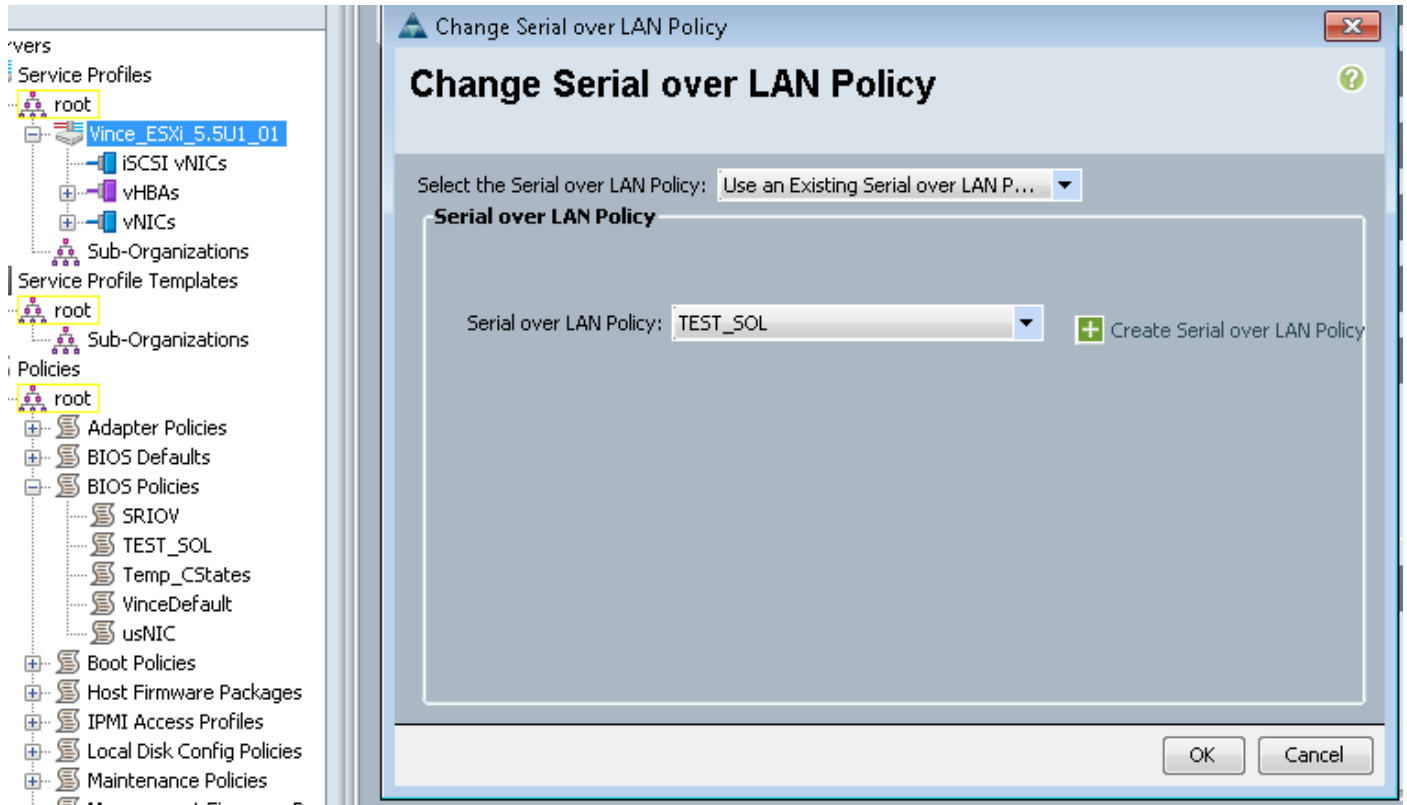 rvers
Service Profiles
root
Vince_ESXi_5.5U1_01
iSCSI vNICs
vHBAs
vNICs
Sub-Organizations
Service Profile Templates
root
Sub-Organizations
Policies
root
Adapter Policies
BIOS Defaults
BIOS Policies
SRIOV
TEST_SOL
Temp_CStates
VinceDefault
usNIC
Boot Policies
Host Firmware Packages
IPMI Access Profiles
Local Disk Config Policies
Maintenance Policies
Change Serial over LAN Policy
Change Serial over LAN Policy
Select the Serial over LAN Policy: Use an Existing Serial over LAN P...
Serial over LAN Policy
Serial over LAN Policy: TEST_SOL
Create Serial over LAN Policy
OK Cancel